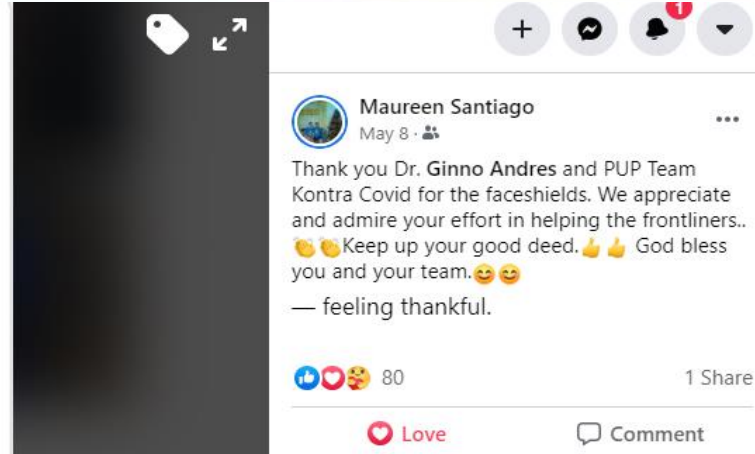 1
Maureen Santiago
May 8 ·
Thank you Dr. Ginno Andres and PUP Team
Kontra Covid for the faceshields. We appreciate
and admire your effort in helping the frontliners..
👏👏Keep up your good deed.👍👍 God bless
you and your team.😊😊
— feeling thankful.
80 1 Share
Love Comment